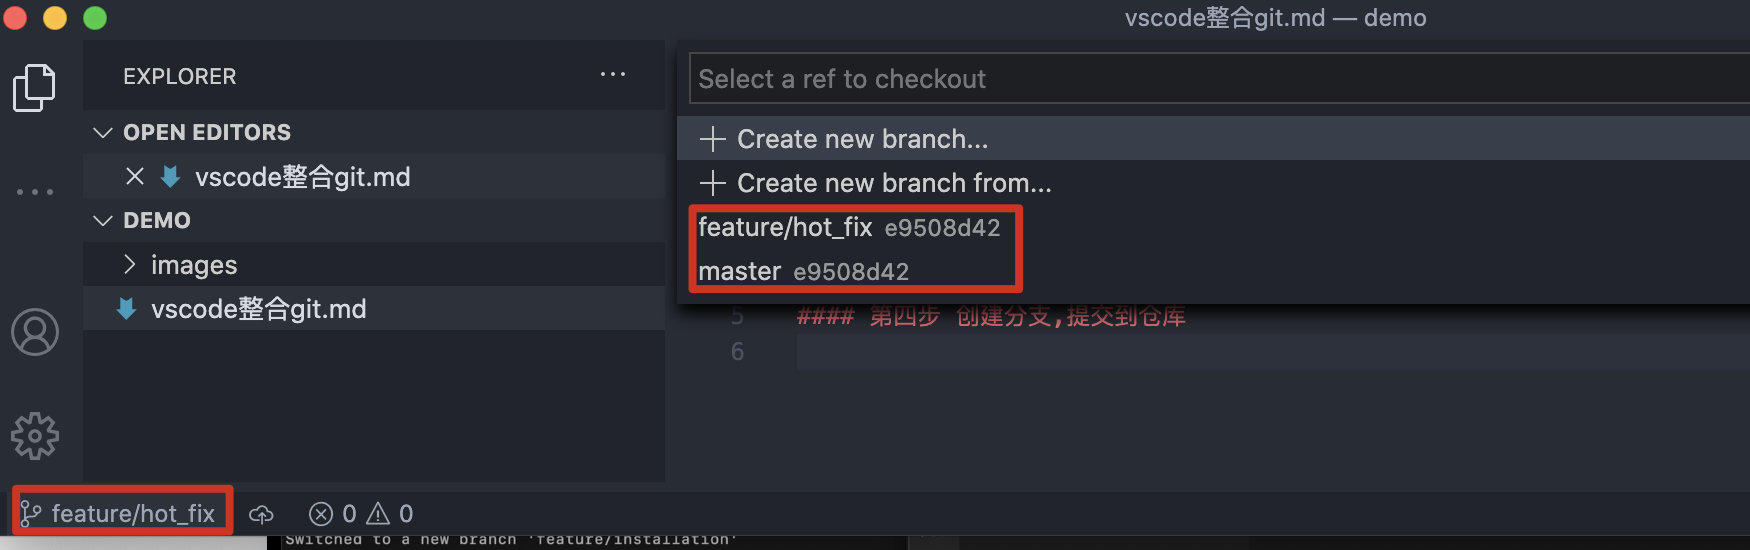 vscode整合git.md — demo
EXPLORER
OPEN EDITORS
vscode整合git.md
DEMO
images
vscode整合git.md
Select a ref to checkout
Create new branch...
Create new branch from...
feature/hot_fix e9508d42
master e9508d42
5 #### 第四步 创建分支,提交到仓库
6
feature/hot_fix 0 0
Switched to a new branch 'feature/installation'